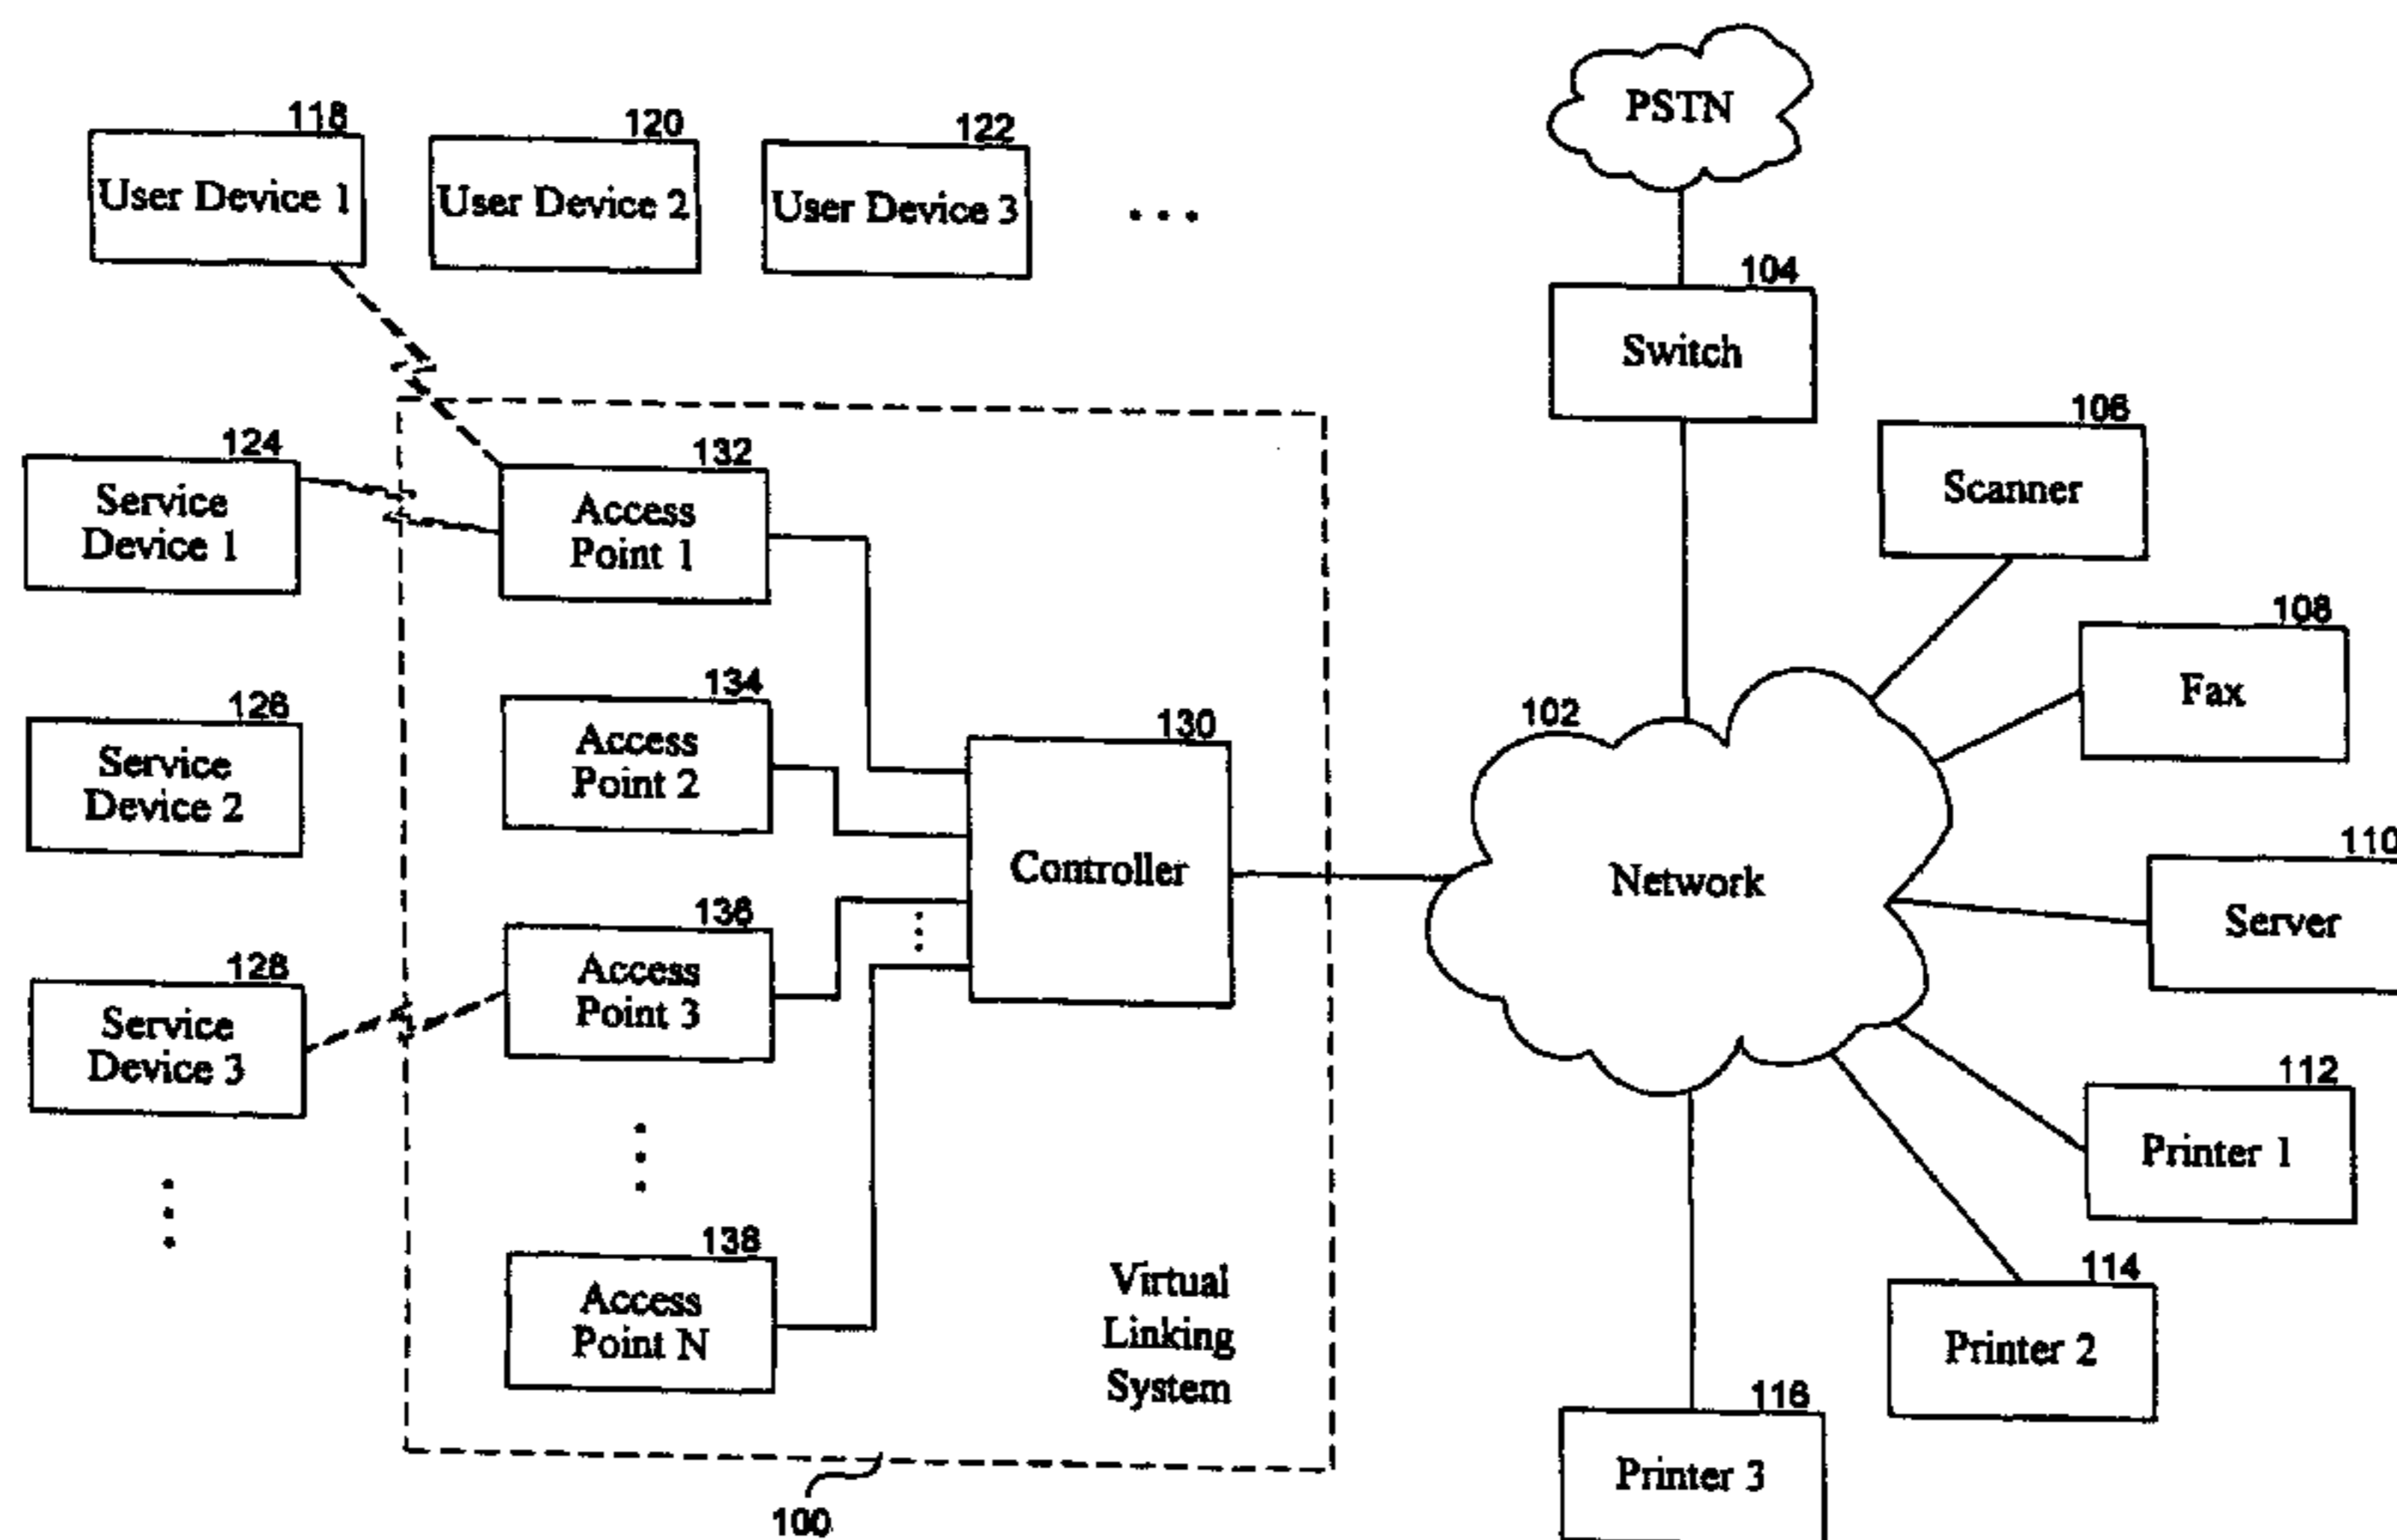 PSTN
118
User Device 1
120
User Device 2
122
User Device 3
...
104
Switch
106
Scanner
124
Service
Device 1
132
Access
Point 1
108
Fax
126
Service
Device 2
134
Access
Point 2
130
Controller
102
Network
110
Server
128
Service
Device 3
136
Access
Point 3
112
Printer 1
138
Access
Point N
Virtual
Linking
System
114
Printer 2
116
Printer 3
100